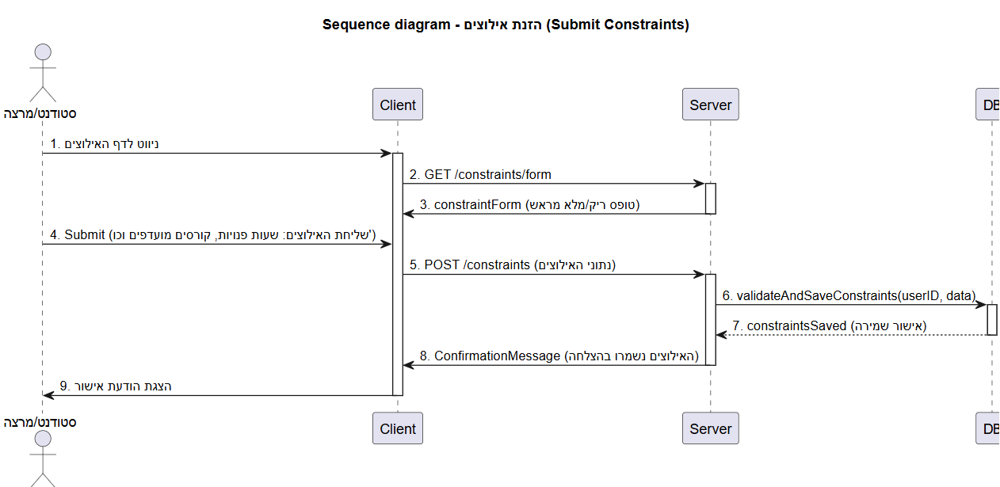 Sequence diagram - הזנת אילוצים (Submit Constraints)
סטודנט/מרצה
Client
Server
DB
1. ניווט לדף האילוצים
2. GET /constraints/form
3. constraintForm (טופס ריק/מלא מראש)
4. Submit (שליחת האילוצים: שעות פנויות, קורסים מועדפים וכו')
5. POST /constraints (נתוני האילוצים)
6. validateAndSaveConstraints(userID, data)
7. constraintsSaved (אישור שמירה)
8. ConfirmationMessage (האילוצים נשמרו בהצלחה)
9. הצגת הודעת אישור
סטודנט/מרצה
Client
Server
DB